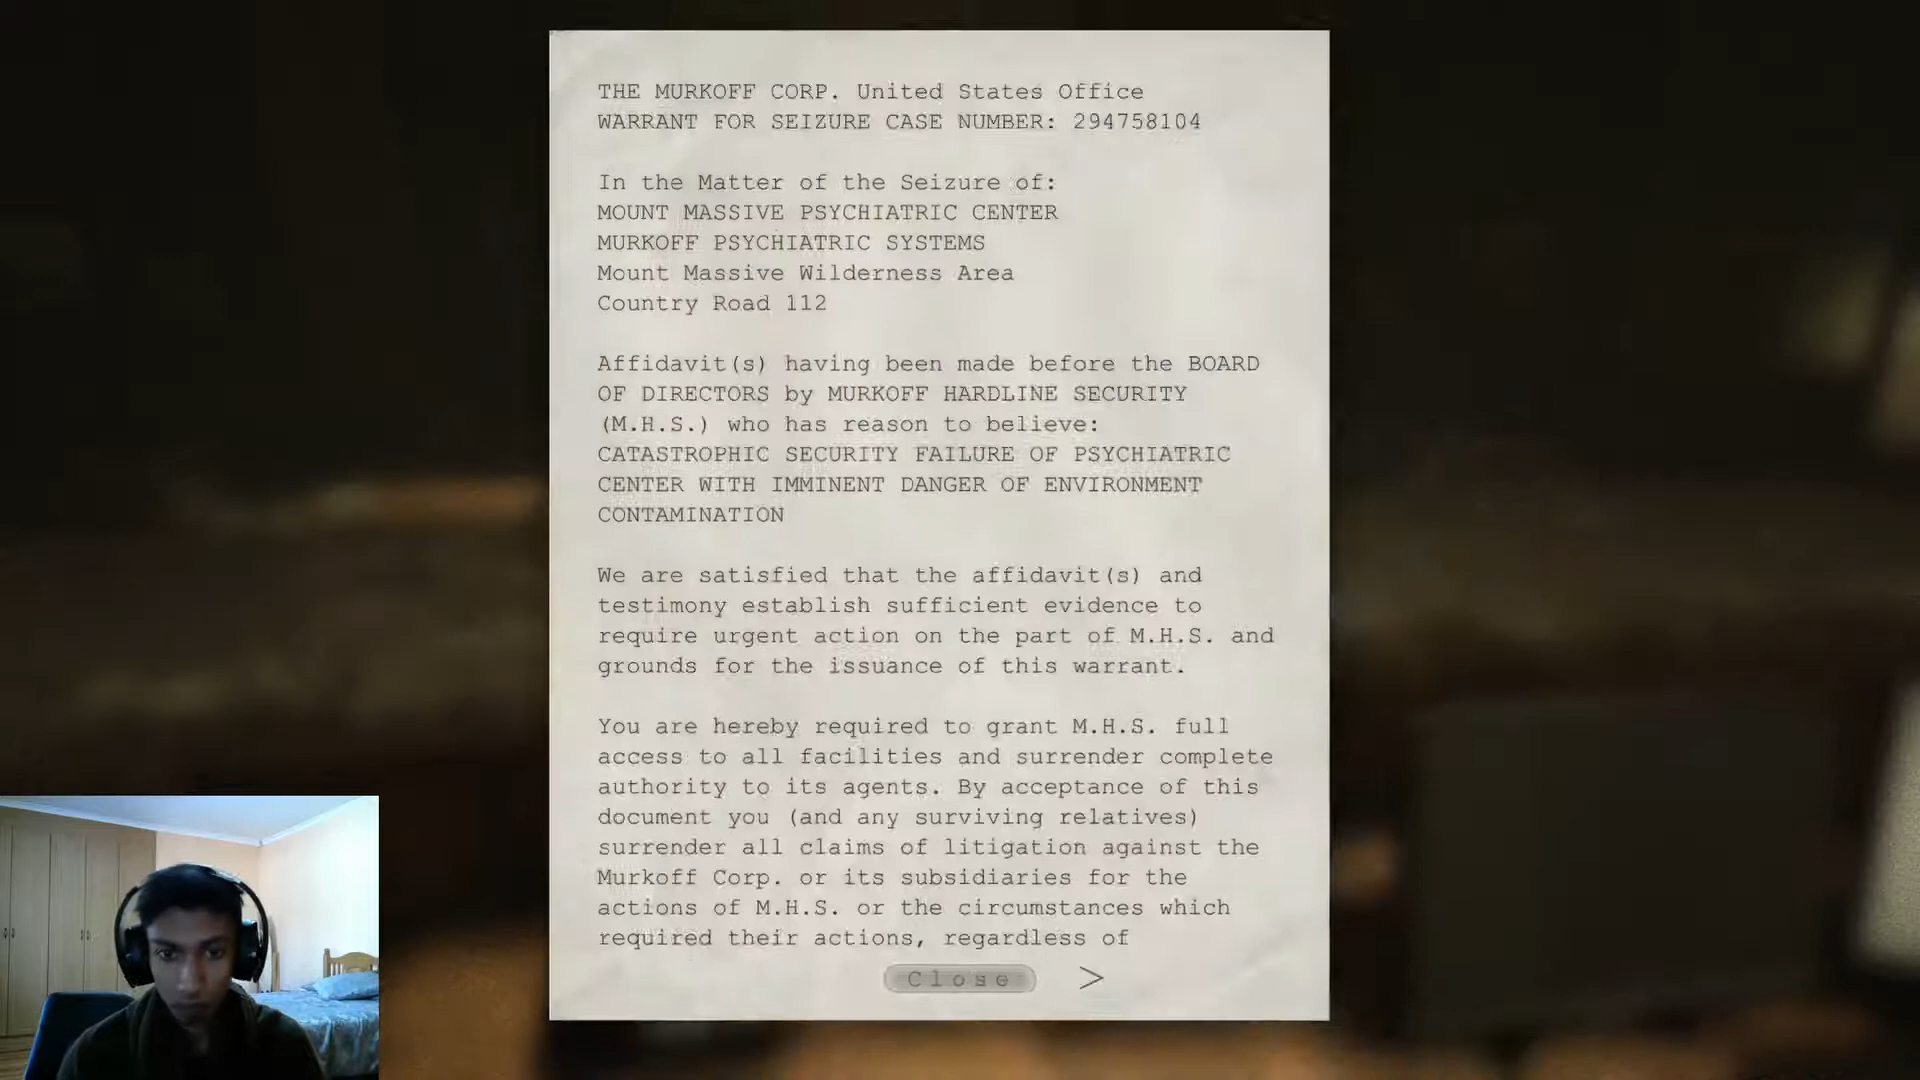 THE MURKOFF CORP. United States Office
WARRANT FOR SEIZURE CASE NUMBER: 294758104
In the Matter of the Seizure of:
MOUNT MASSIVE PSYCHIATRIC CENTER
MURKOFF PSYCHIATRIC SYSTEMS
Mount Massive Wilderness Area
Country Road 112
Affidavit(s) having been made before the BOARD
OF DIRECTORS by MURKOFF HARDLINE SECURITY
(M.H.S.) who has reason to believe:
CATASTROPHIC SECURITY FAILURE OF PSYCHIATRIC
CENTER WITH IMMINENT DANGER OF ENVIRONMENT
CONTAMINATION
We are satisfied that the affidavit(s) and
testimony establish sufficient evidence to
require urgent action on the part of M.H.S. and
grounds for the issuance of this warrant.
You are hereby required to grant M.H.S. full
access to all facilities and surrender complete
authority to its agents. By acceptance of this
document you (and any surviving relatives)
surrender all claims of litigation against the
Murkoff Corp. or its subsidiaries for the
actions of M.H.S. or the circumstances which
required their actions, regardless of
Close >